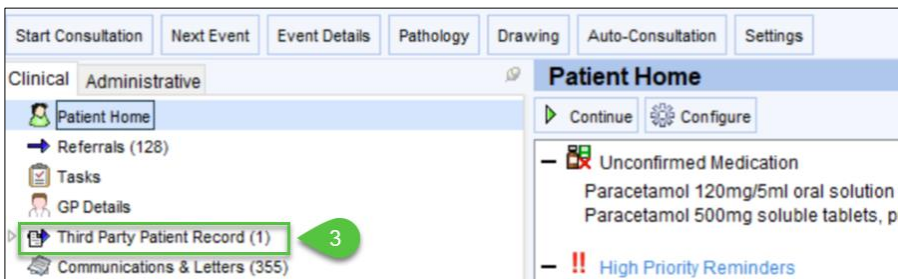 Start Consultation Next Event Event Details Pathology Drawing Auto-Consultation Settings
Clinical Administrative
Patient Home
Referrals (128)
Tasks
GP Details
Third Party Patient Record (1)
3
Communications & Letters (355)
Patient Home
Continue Configure
Unconfirmed Medication
Paracetamol 120mg/5ml oral solution
Paracetamol 500mg soluble tablets, p
!! High Priority Reminders